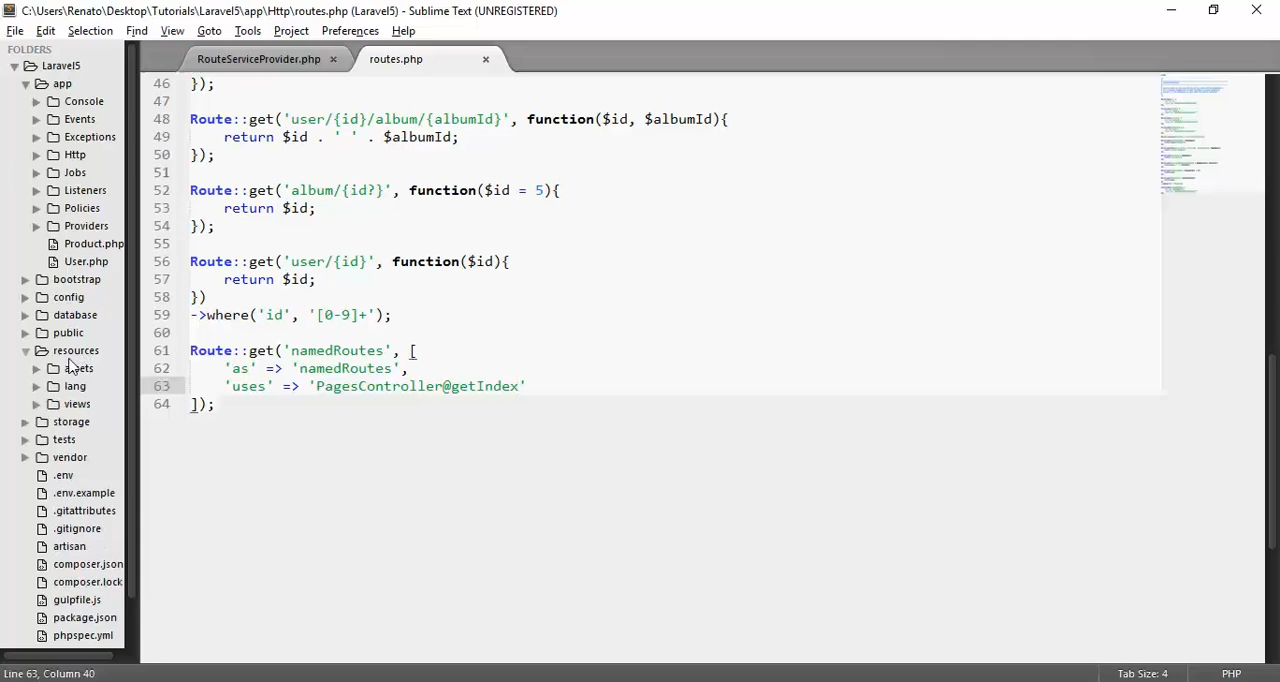 C:\Users\Renato\Desktop\Tutorials\Laravel5\app\Http\routes.php (Laravel5) - Sublime Text (UNREGISTERED)
File Edit Selection Find View Goto Tools Project Preferences Help
FOLDERS
Laravel5
app
Console
Events
Exceptions
Http
Jobs
Listeners
Policies
Providers
Product.php
User.php
bootstrap
config
database
public
resources
assets
lang
views
storage
tests
vendor
.env
.env.example
.gitattributes
.gitignore
artisan
composer.json
composer.lock
gulpfile.js
package.json
phpspec.yml
RouteServiceProvider.php × routes.php ×
46 });
47
48 Route::get('user/{id}/album/{albumId}', function($id, $albumId){
49 return $id . ' ' . $albumId;
50 });
51
52 Route::get('album/{id?}', function($id = 5){
53 return $id;
54 });
55
56 Route::get('user/{id}', function($id){
57 return $id;
58 })
59 ->where('id', '[0-9]+');
60
61 Route::get('namedRoutes', [
62 'as' => 'namedRoutes',
63 'uses' => 'PagesController@getIndex'
64 ]);
Line 63, Column 40
Tab Size: 4
PHP